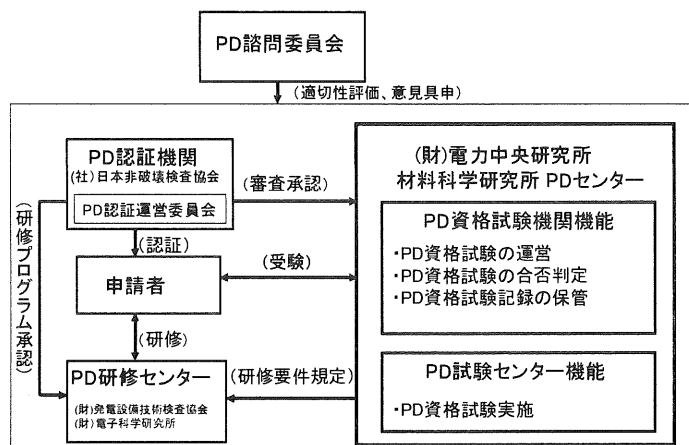 PD諮問委員会
(適切性評価、意見具申)
PD認証機関
(社)日本非破壊検査協会
PD認証運営委員会
(審査承認)
(認証)
申請者
(受験)
(研修)
(研修プログラム承認)
PD研修センター
(財)発電設備技術検査協会
(財)電子科学研究所
(研修要件規定)
(財)電力中央研究所
材料科学研究所 PDセンター
PD資格試験機関機能
・PD資格試験の運営
・PD資格試験の合否判定
・PD資格試験記録の保管
PD試験センター機能
・PD資格試験実施